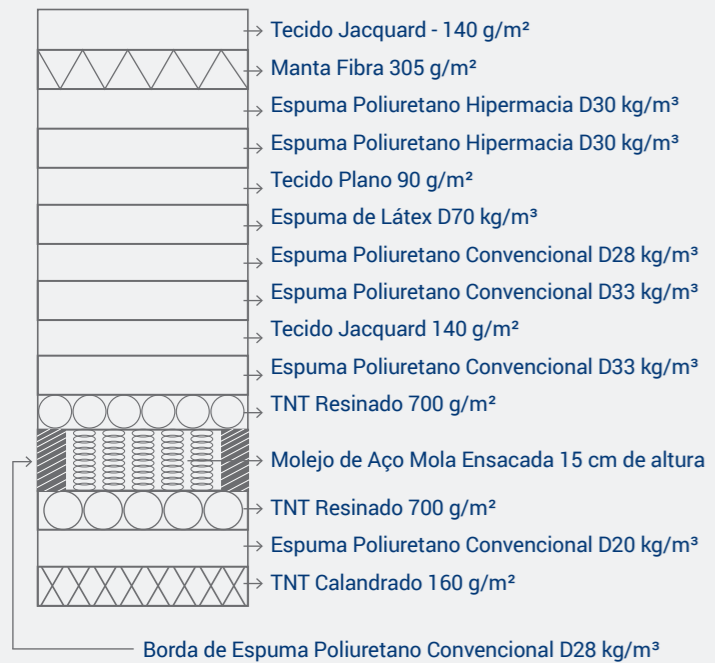 Tecido Jacquard - 140 g/m²
Manta Fibra 305 g/m²
Espuma Poliuretano Hipermacia D30 kg/m³
Espuma Poliuretano Hipermacia D30 kg/m³
Tecido Plano 90 g/m²
Espuma de Látex D70 kg/m³
Espuma Poliuretano Convencional D28 kg/m³
Espuma Poliuretano Convencional D33 kg/m³
Tecido Jacquard 140 g/m²
Espuma Poliuretano Convencional D33 kg/m³
TNT Resinado 700 g/m²
Molejo de Aço Mola Ensacada 15 cm de altura
TNT Resinado 700 g/m²
Espuma Poliuretano Convencional D20 kg/m³
TNT Calandrado 160 g/m²
Borda de Espuma Poliuretano Convencional D28 kg/m³